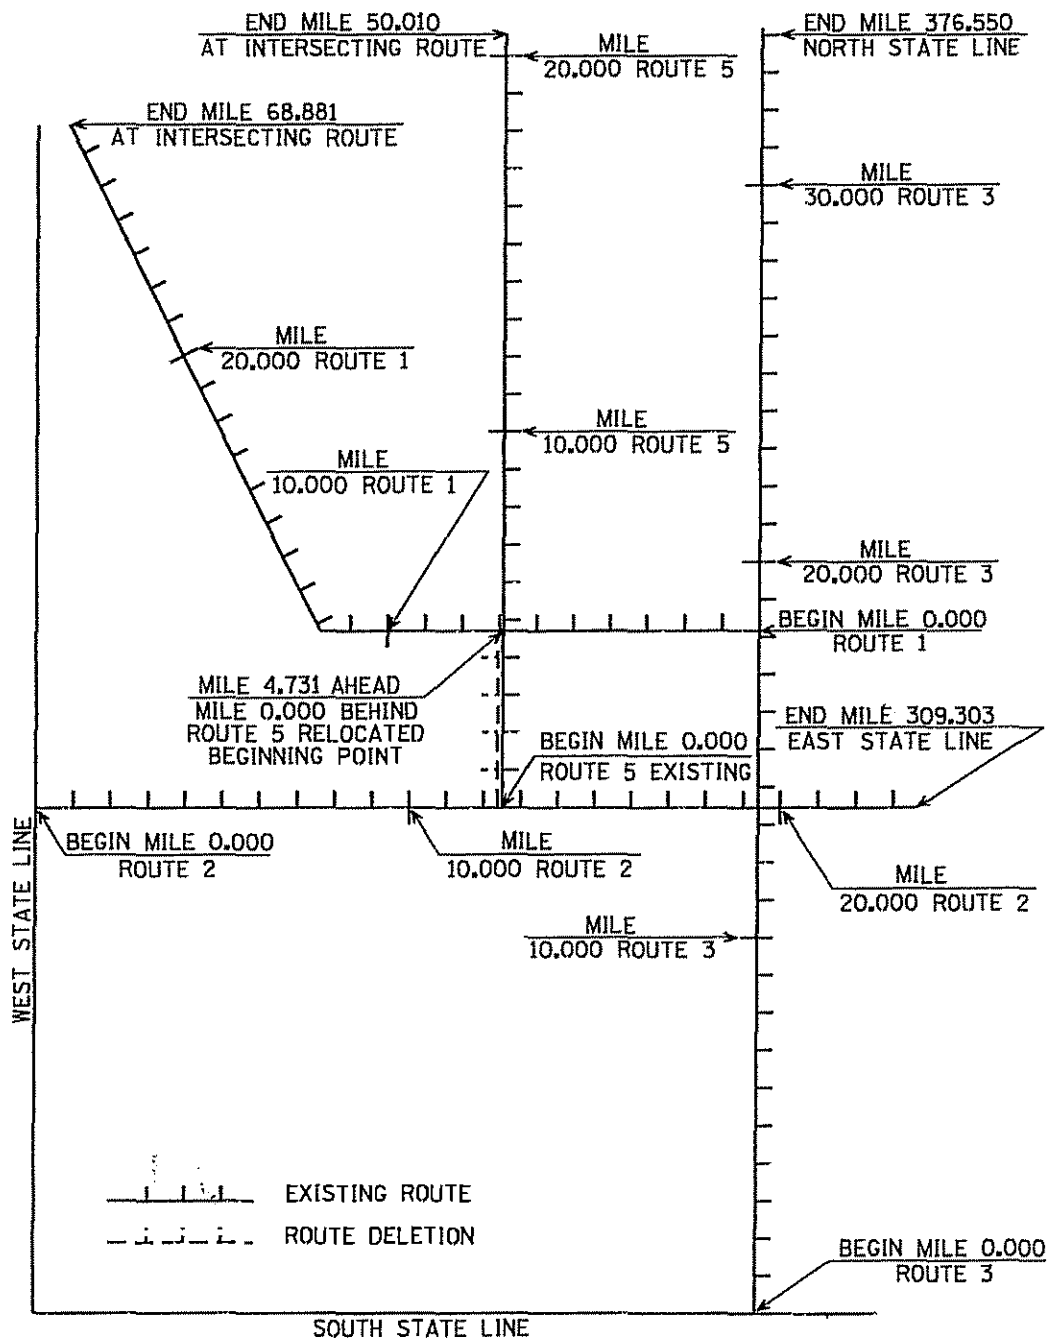 END MILE 50.010
AT INTERSECTING ROUTE
END MILE 376.550
NORTH STATE LINE
MILE
20.000 ROUTE 5
END MILE 68.881
AT INTERSECTING ROUTE
MILE
30.000 ROUTE 3
MILE
20.000 ROUTE 1
MILE
10.000 ROUTE 5
MILE
10.000 ROUTE 1
MILE
20.000 ROUTE 3
BEGIN MILE 0.000
ROUTE 1
MILE 4.731 AHEAD
MILE 0.000 BEHIND
ROUTE 5 RELOCATED
BEGINNING POINT
END MILE 309.303
EAST STATE LINE
BEGIN MILE 0.000
ROUTE 5 EXISTING
BEGIN MILE 0.000
ROUTE 2
MILE
10.000 ROUTE 2
MILE
20.000 ROUTE 2
MILE
10.000 ROUTE 3
WEST STATE LINE
EXISTING ROUTE
ROUTE DELETION
BEGIN MILE 0.000
ROUTE 3
SOUTH STATE LINE